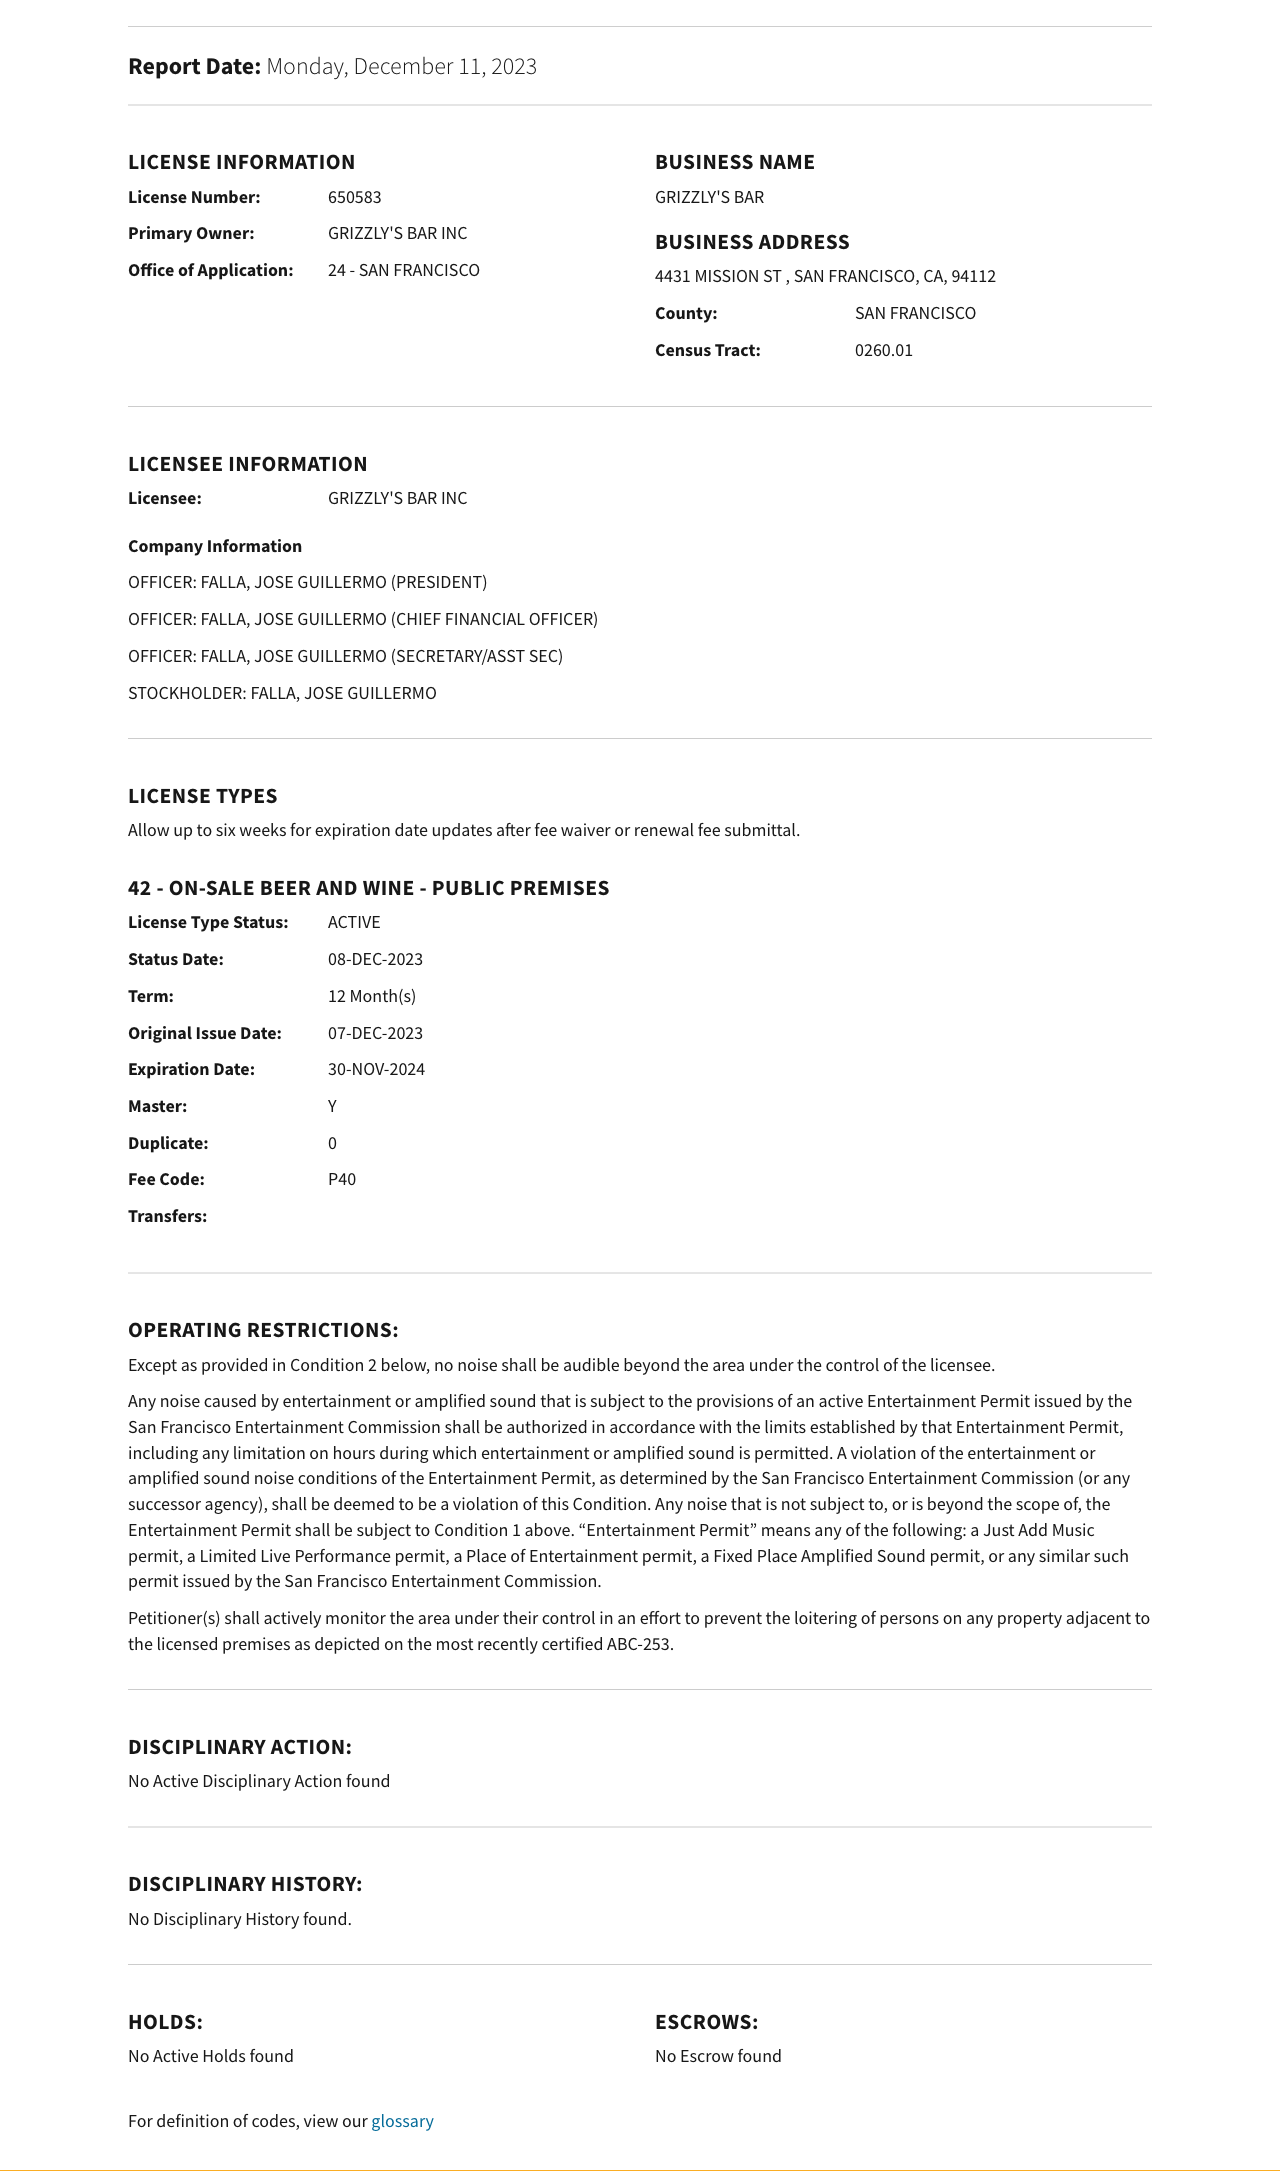 Report Date: Monday, December 11, 2023
LICENSE INFORMATION
License Number: 650583
Primary Owner: GRIZZLY'S BAR INC
Office of Application: 24 - SAN FRANCISCO
BUSINESS NAME
GRIZZLY'S BAR
BUSINESS ADDRESS
4431 MISSION ST , SAN FRANCISCO, CA, 94112
County: SAN FRANCISCO
Census Tract: 0260.01
LICENSEE INFORMATION
Licensee: GRIZZLY'S BAR INC
Company Information
OFFICER: FALLA, JOSE GUILLERMO (PRESIDENT)
OFFICER: FALLA, JOSE GUILLERMO (CHIEF FINANCIAL OFFICER)
OFFICER: FALLA, JOSE GUILLERMO (SECRETARY/ASST SEC)
STOCKHOLDER: FALLA, JOSE GUILLERMO
LICENSE TYPES
Allow up to six weeks for expiration date updates after fee waiver or renewal fee submittal.
42 - ON-SALE BEER AND WINE - PUBLIC PREMISES
License Type Status: ACTIVE
Status Date: 08-DEC-2023
Term: 12 Month(s)
Original Issue Date: 07-DEC-2023
Expiration Date: 30-NOV-2024
Master: Y
Duplicate: 0
Fee Code: P40
Transfers:
OPERATING RESTRICTIONS:
Except as provided in Condition 2 below, no noise shall be audible beyond the area under the control of the licensee.
Any noise caused by entertainment or amplified sound that is subject to the provisions of an active Entertainment Permit issued by the
San Francisco Entertainment Commission shall be authorized in accordance with the limits established by that Entertainment Permit,
including any limitation on hours during which entertainment or amplified sound is permitted. A violation of the entertainment or
amplified sound noise conditions of the Entertainment Permit, as determined by the San Francisco Entertainment Commission (or any
successor agency), shall be deemed to be a violation of this Condition. Any noise that is not subject to, or is beyond the scope of, the
Entertainment Permit shall be subject to Condition 1 above. “Entertainment Permit” means any of the following: a Just Add Music
permit, a Limited Live Performance permit, a Place of Entertainment permit, a Fixed Place Amplified Sound permit, or any similar such
permit issued by the San Francisco Entertainment Commission.
Petitioner(s) shall actively monitor the area under their control in an effort to prevent the loitering of persons on any property adjacent to
the licensed premises as depicted on the most recently certified ABC-253.
DISCIPLINARY ACTION:
No Active Disciplinary Action found
DISCIPLINARY HISTORY:
No Disciplinary History found.
HOLDS:
No Active Holds found
ESCROWS:
No Escrow found
For definition of codes, view our glossary